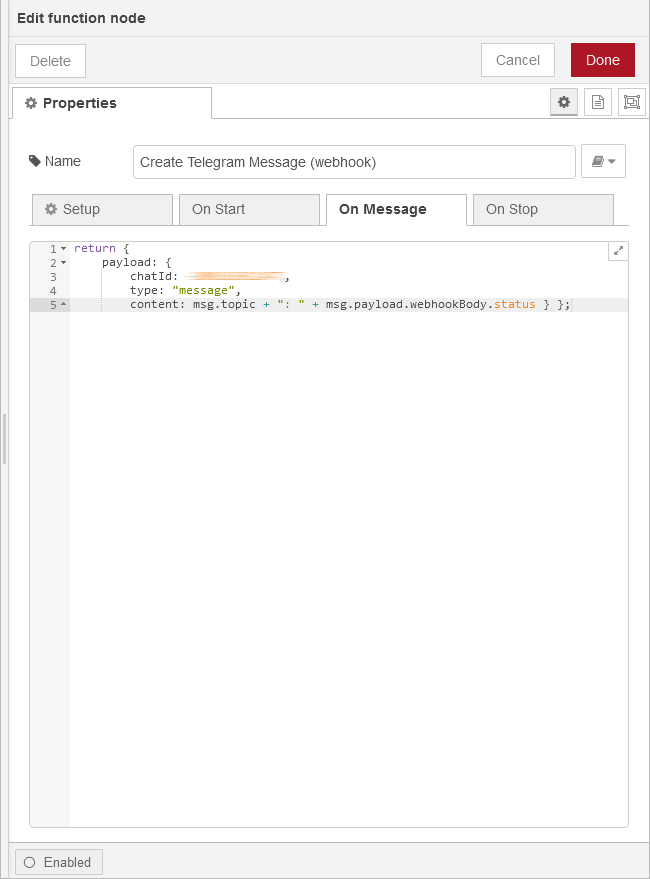 Edit function node
Delete
Cancel
Done
Properties
Name
Create Telegram Message (webhook)
Setup
On Start
On Message
On Stop
1 return {
2 payload: {
3 chatId: ,
4 type: "message",
5 content: msg.topic + ": " + msg.payload.webhookBody.status } };
Enabled